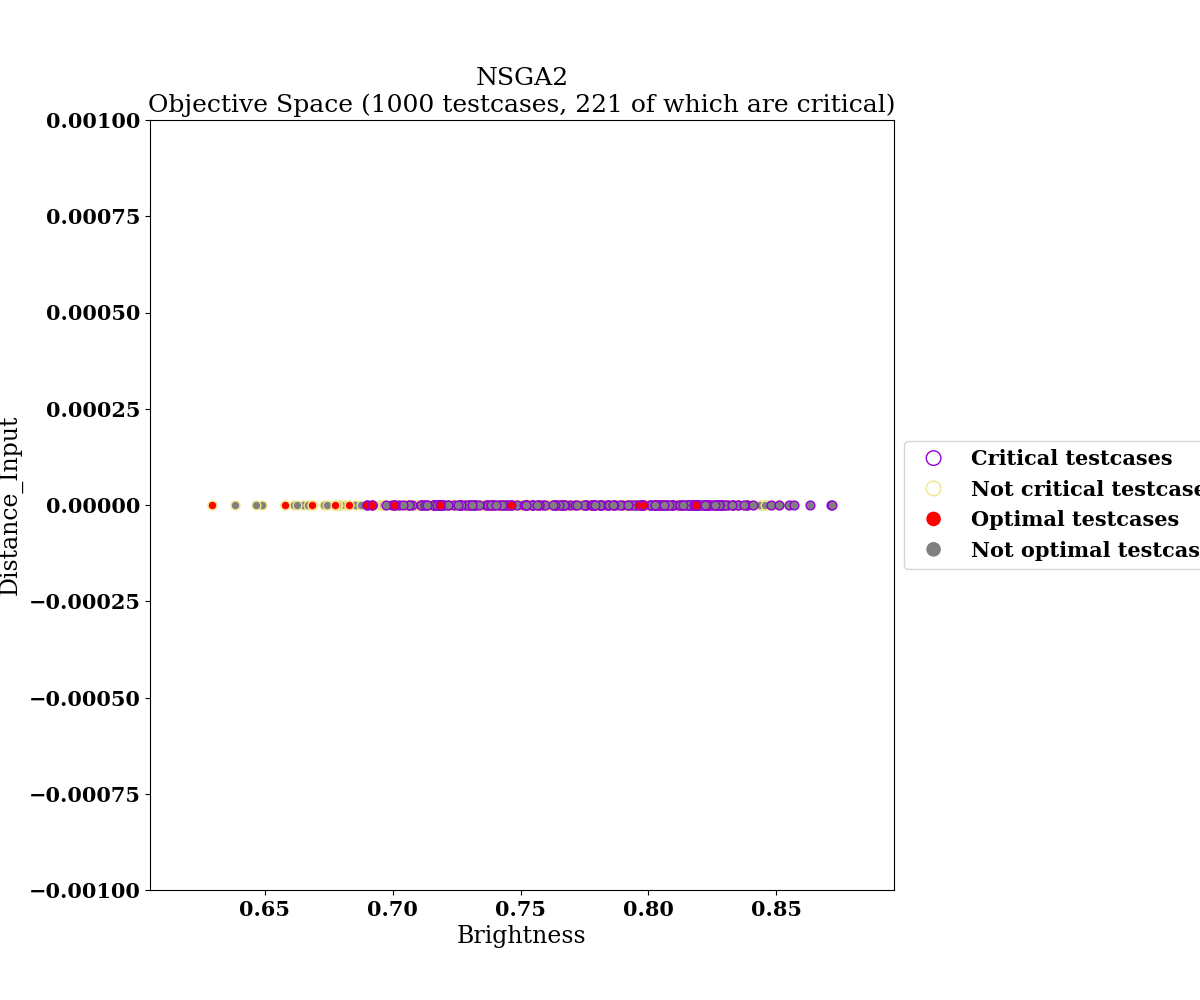 NSGA2
Objective Space (1000 testcases, 221 of which are critical)
0.00100
0.00075
0.00050
0.00025
0.00000
−0.00025
−0.00050
−0.00075
−0.00100
Distance_Input
0.65 0.70 0.75 0.80 0.85
Brightness
Critical testcases
Not critical testcase
Optimal testcases
Not optimal testcas